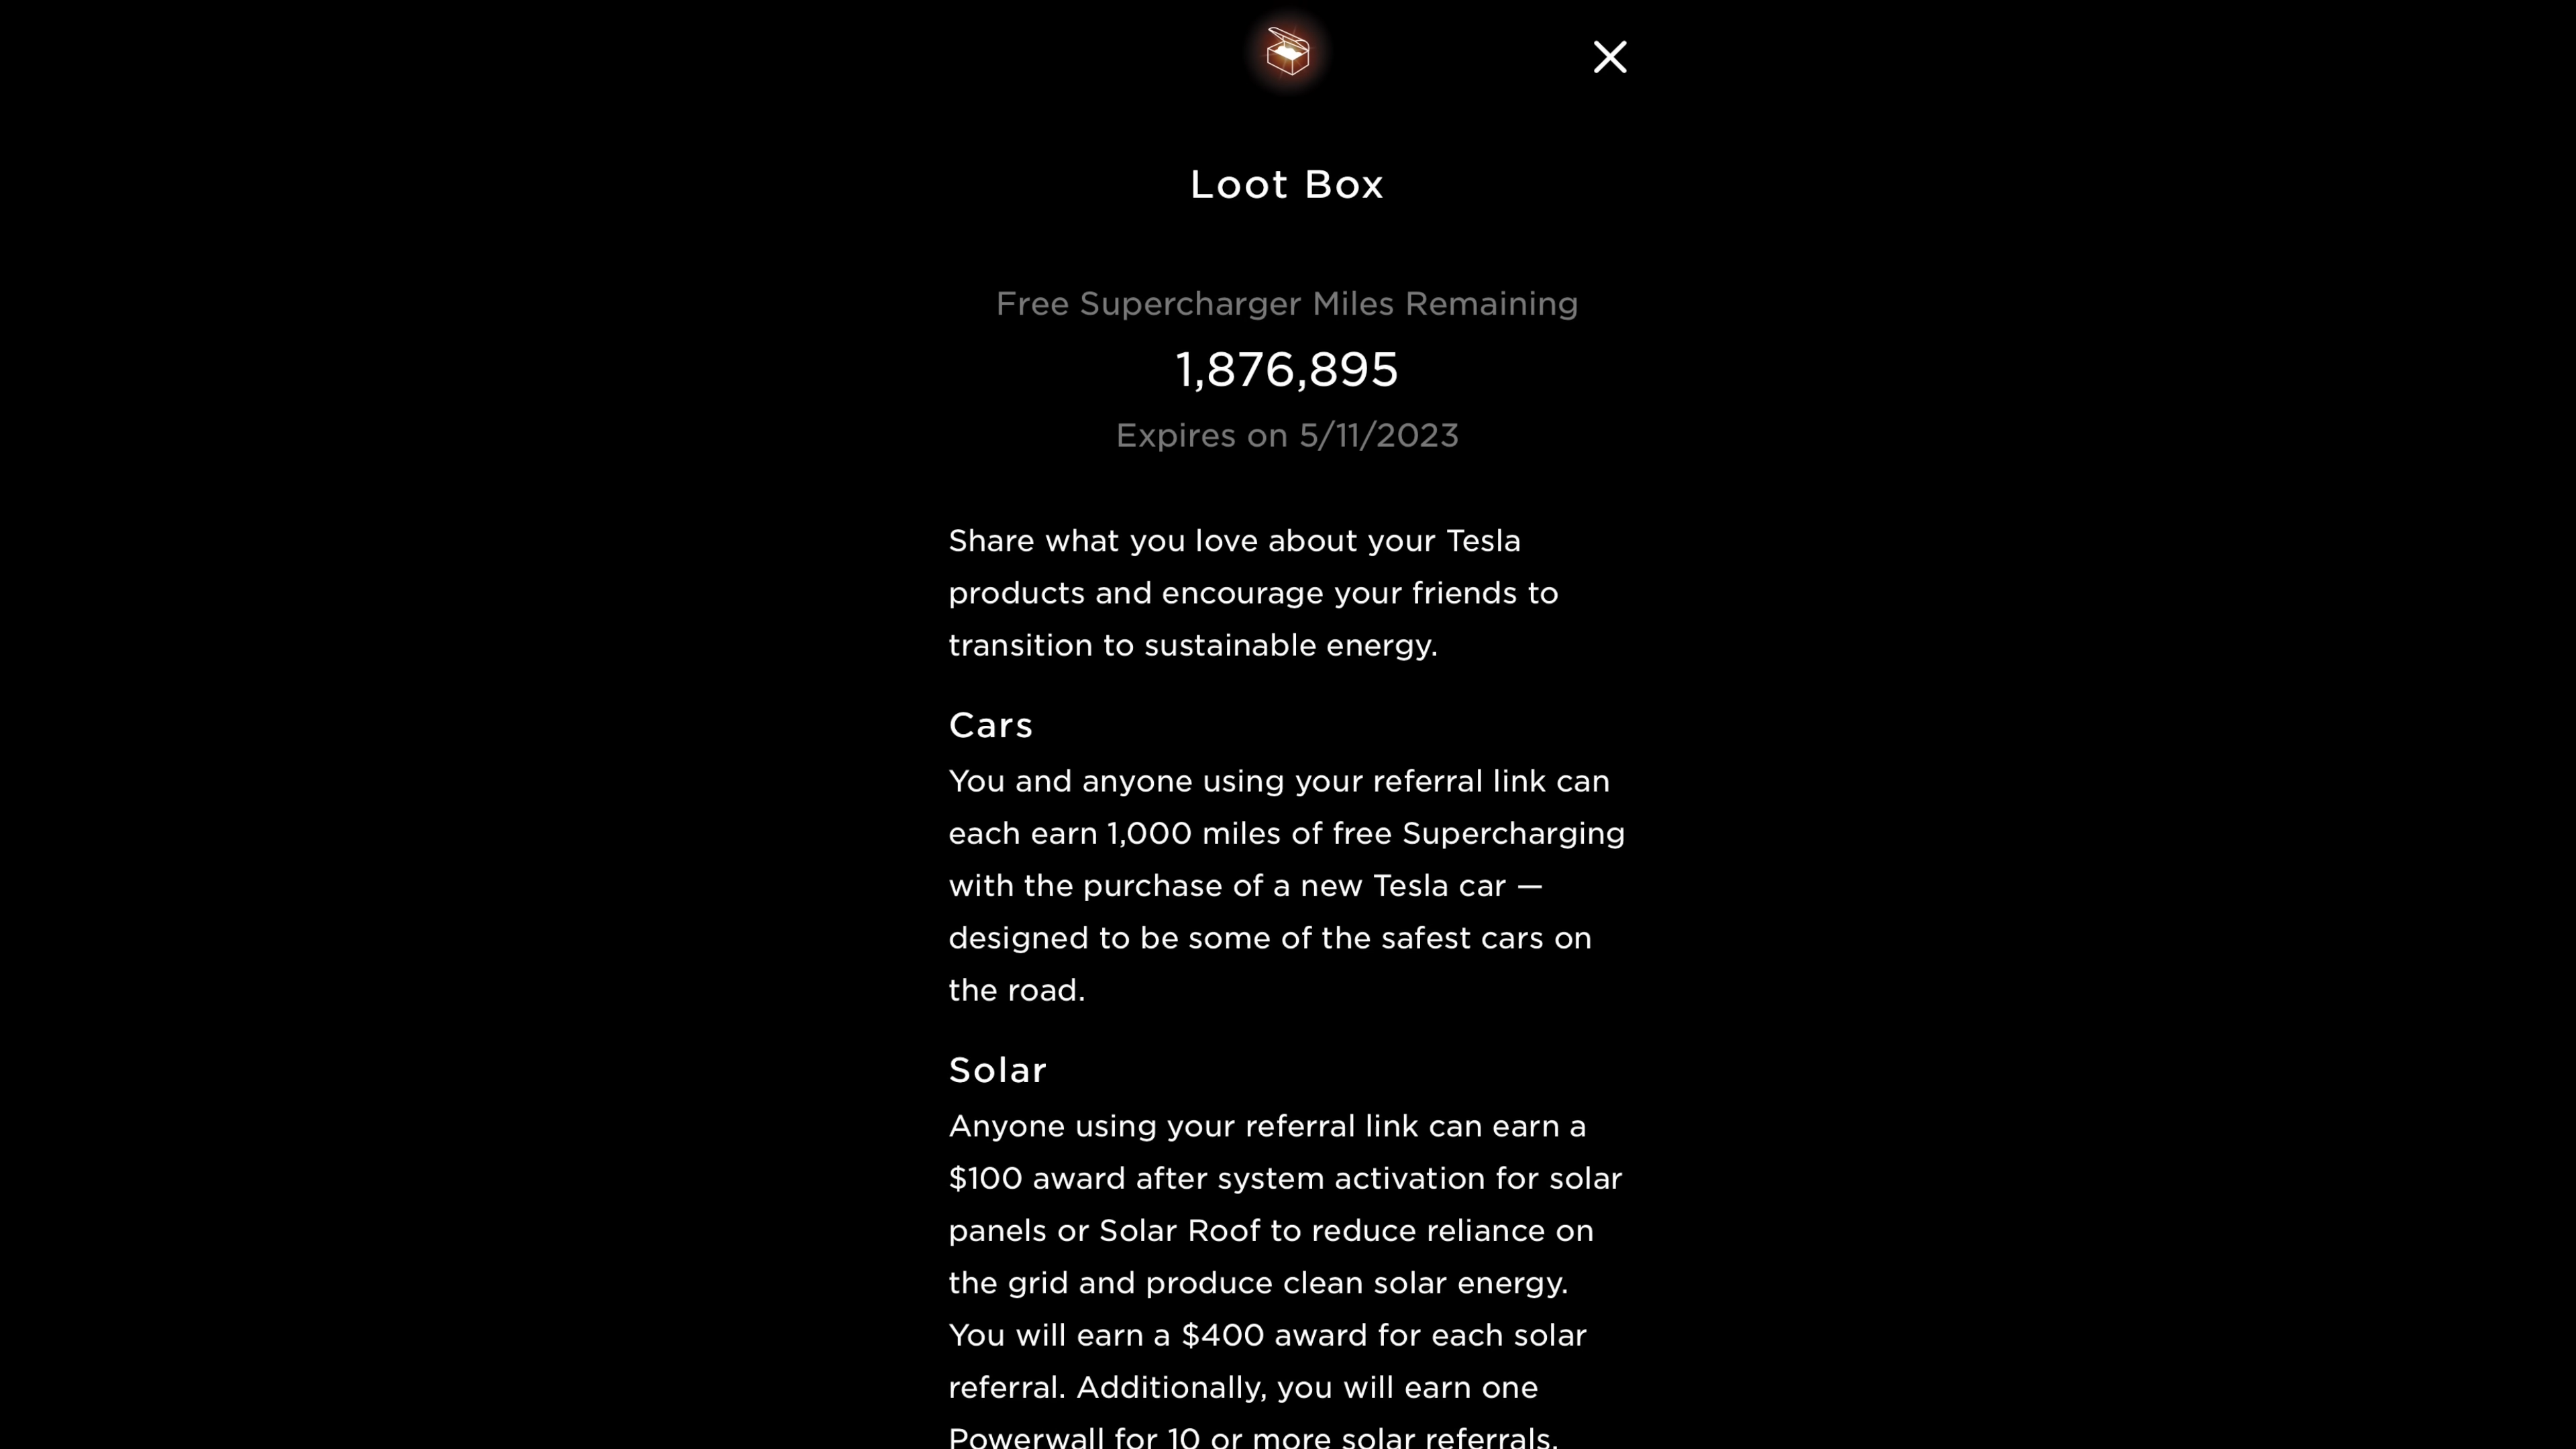 Loot Box
Free Supercharger Miles Remaining
1,876,895
Expires on 5/11/2023
Share what you love about your Tesla
products and encourage your friends to
transition to sustainable energy.
Cars
You and anyone using your referral link can
each earn 1,000 miles of free Supercharging
with the purchase of a new Tesla car —
designed to be some of the safest cars on
the road.
Solar
Anyone using your referral link can earn a
$100 award after system activation for solar
panels or Solar Roof to reduce reliance on
the grid and produce clean solar energy.
You will earn a $400 award for each solar
referral. Additionally, you will earn one
Powerwall for 10 or more solar referrals.